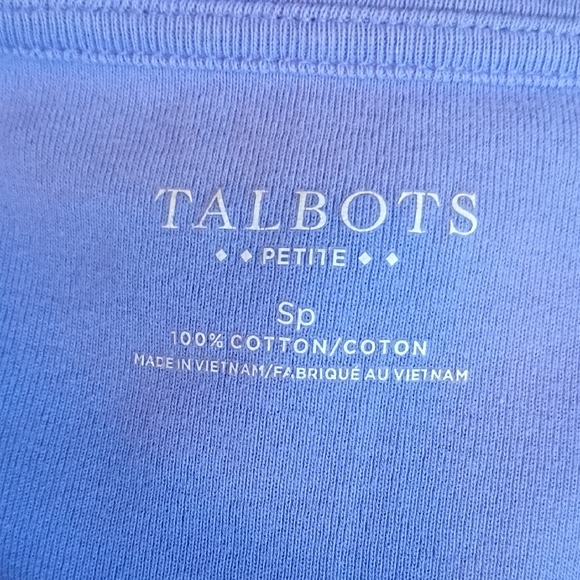 TALBOTS
PETITE
Sp
100% COTTON/COTON
MADE IN VIETNAM/FABRIQUÉ AU VIETNAM